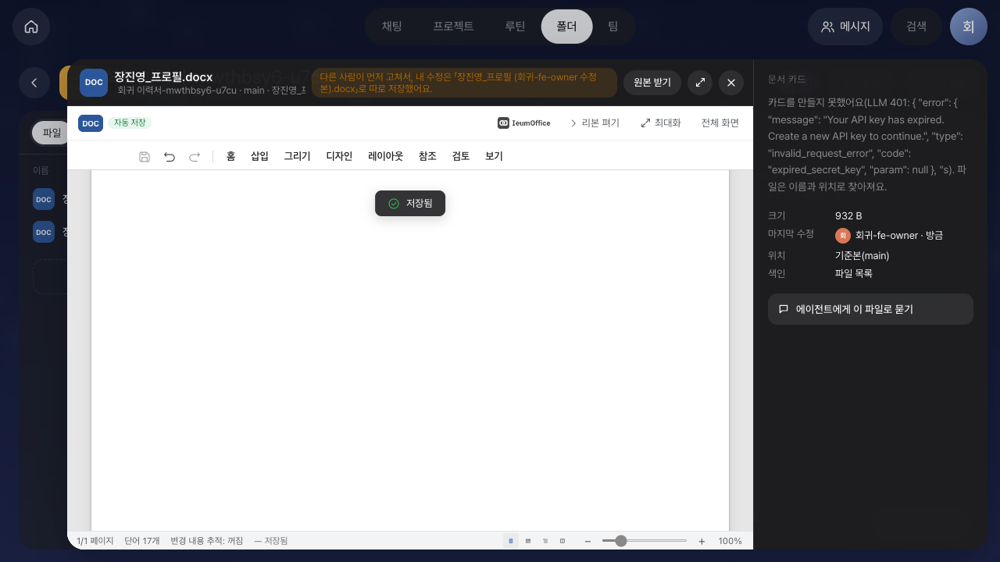 채팅
프로젝트
루틴
폴더
팀
메시지
검색
회
DOC
장진영_프로필.docx
회귀 이력서-mwthbsy6-u7cu · main · 장진영_프
다른 사람이 먼저 고쳐서, 내 수정은 「장진영_프로필 (회귀-fe-owner 수정
본).docx」로 따로 저장했어요.
원본 받기
파일
이름
DOC
DOC
DOC
자동 저장
IeumOffice
리본 펴기
최대화
전체 화면
홈
삽입
그리기
디자인
레이아웃
참조
검토
보기
저장됨
1/1 페이지
단어 17개
변경 내용 추적: 꺼짐
— 저장됨
100%
문서 카드
카드를 만들지 못했어요(LLM 401: { "error": {
"message": "Your API key has expired.
Create a new API key to continue.", "type":
"invalid_request_error", "code":
"expired_secret_key", "param": null }, "s). 파
일은 이름과 위치로 찾아져요.
크기
932 B
마지막 수정
회
회귀-fe-owner · 방금
위치
기준본(main)
색인
파일 목록
에이전트에게 이 파일로 묻기